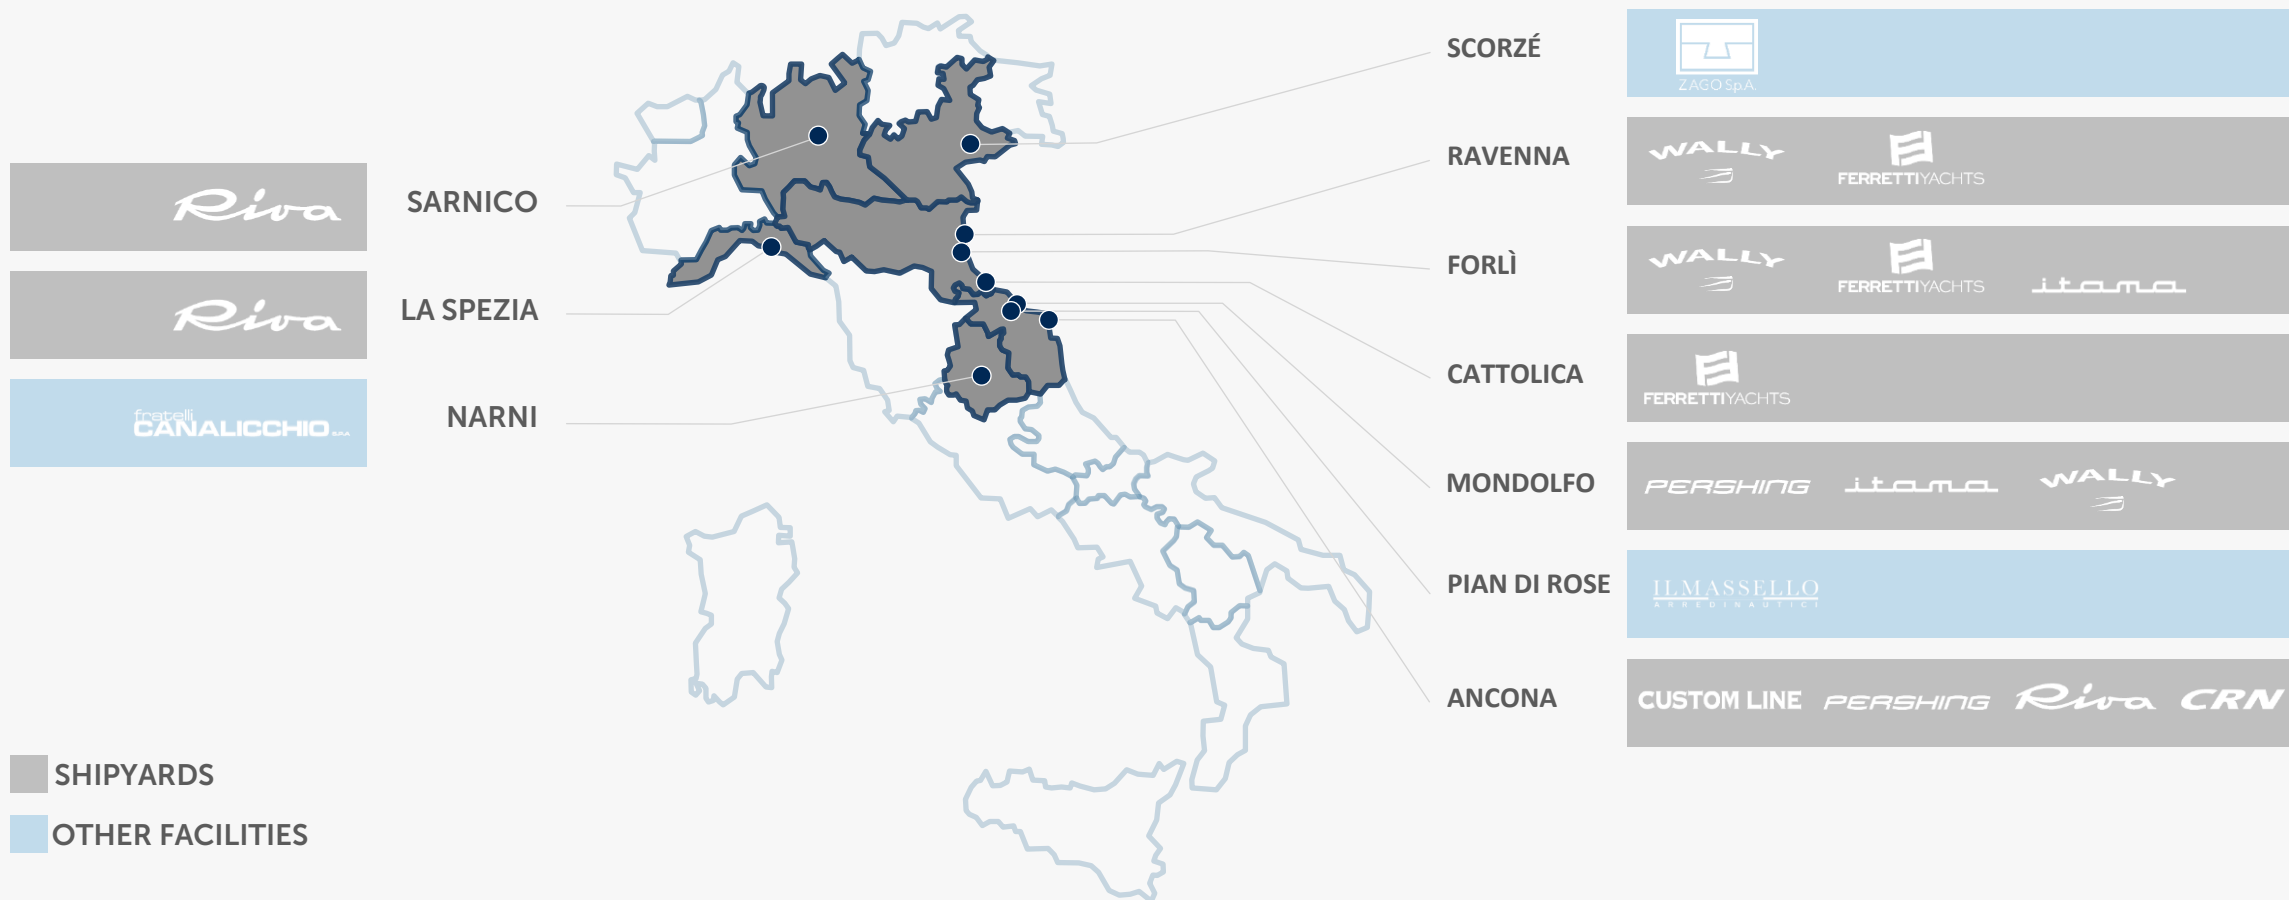 Riva
SARNICO
Riva
LA SPEZIA
fratelli
CANALICCHIO S.P.A.
NARNI
SHIPYARDS
OTHER FACILITIES
SCORZÉ
ZAGO S.p.A.
RAVENNA
WALLY
FERRETTIYACHTS
FORLÌ
WALLY
FERRETTIYACHTS
itama
CATTOLICA
FERRETTIYACHTS
MONDOLFO
PERSHING
itama
WALLY
PIAN DI ROSE
ILMASSELLO
ARREDINAUTICI
ANCONA
CUSTOM LINE
PERSHING
Riva
CRN